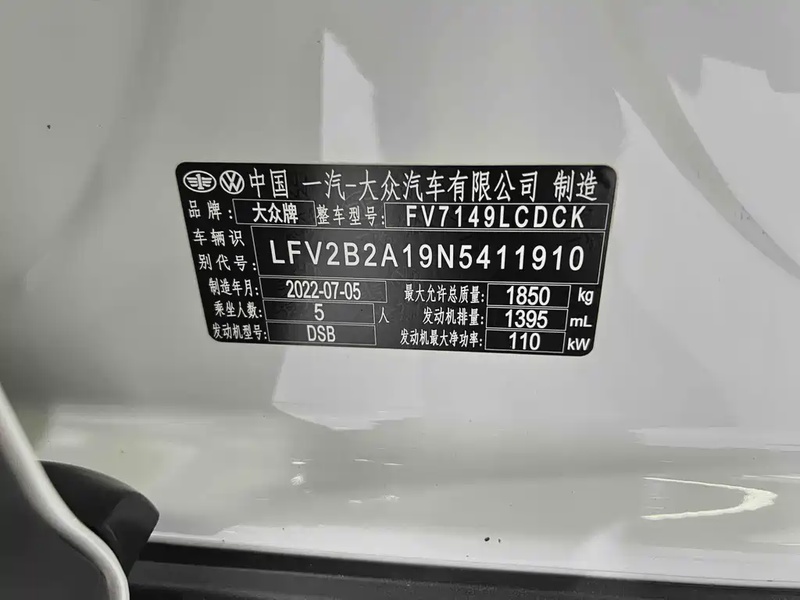 中国 一汽-大众汽车有限公司 制造
品牌: 大众牌 整车型号: FV7149LCDCK
车辆识别代号: LFV2B2A19N5411910
制造年月: 2022-07-05 最大允许总质量: 1850 kg
乘坐人数: 5 人 发动机排量: 1395 mL
发动机型号: DSB 发动机最大净功率: 110 kW